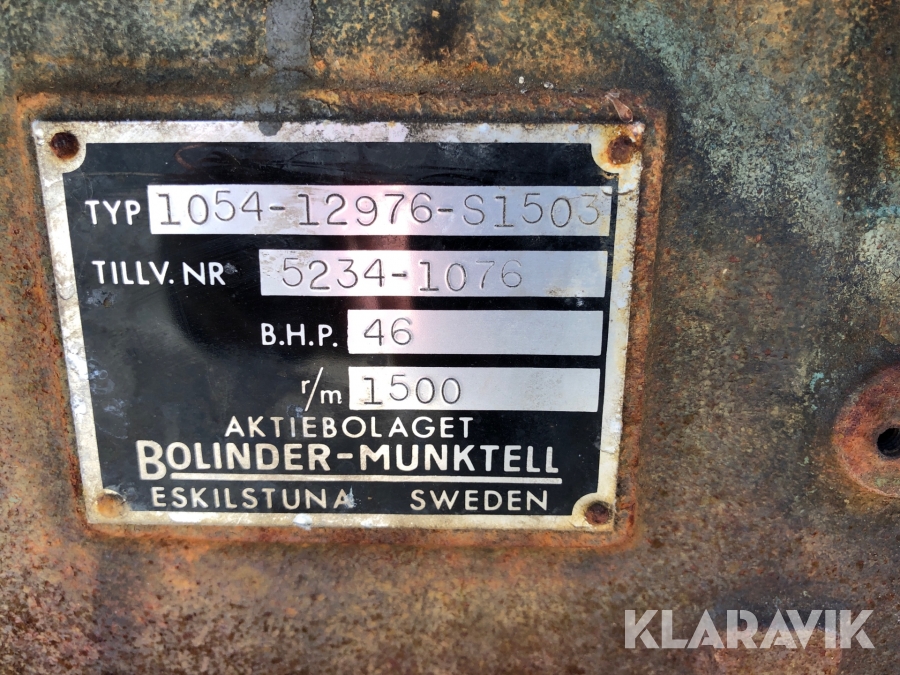 TYP 1054-12976-S1503
TILLV. NR 5234-1076
B.H.P. 46
r/m 1500
AKTIEBOLAGET
BOLINDER-MUNKTELL
ESKILSTUNA SWEDEN
KLARAVIK